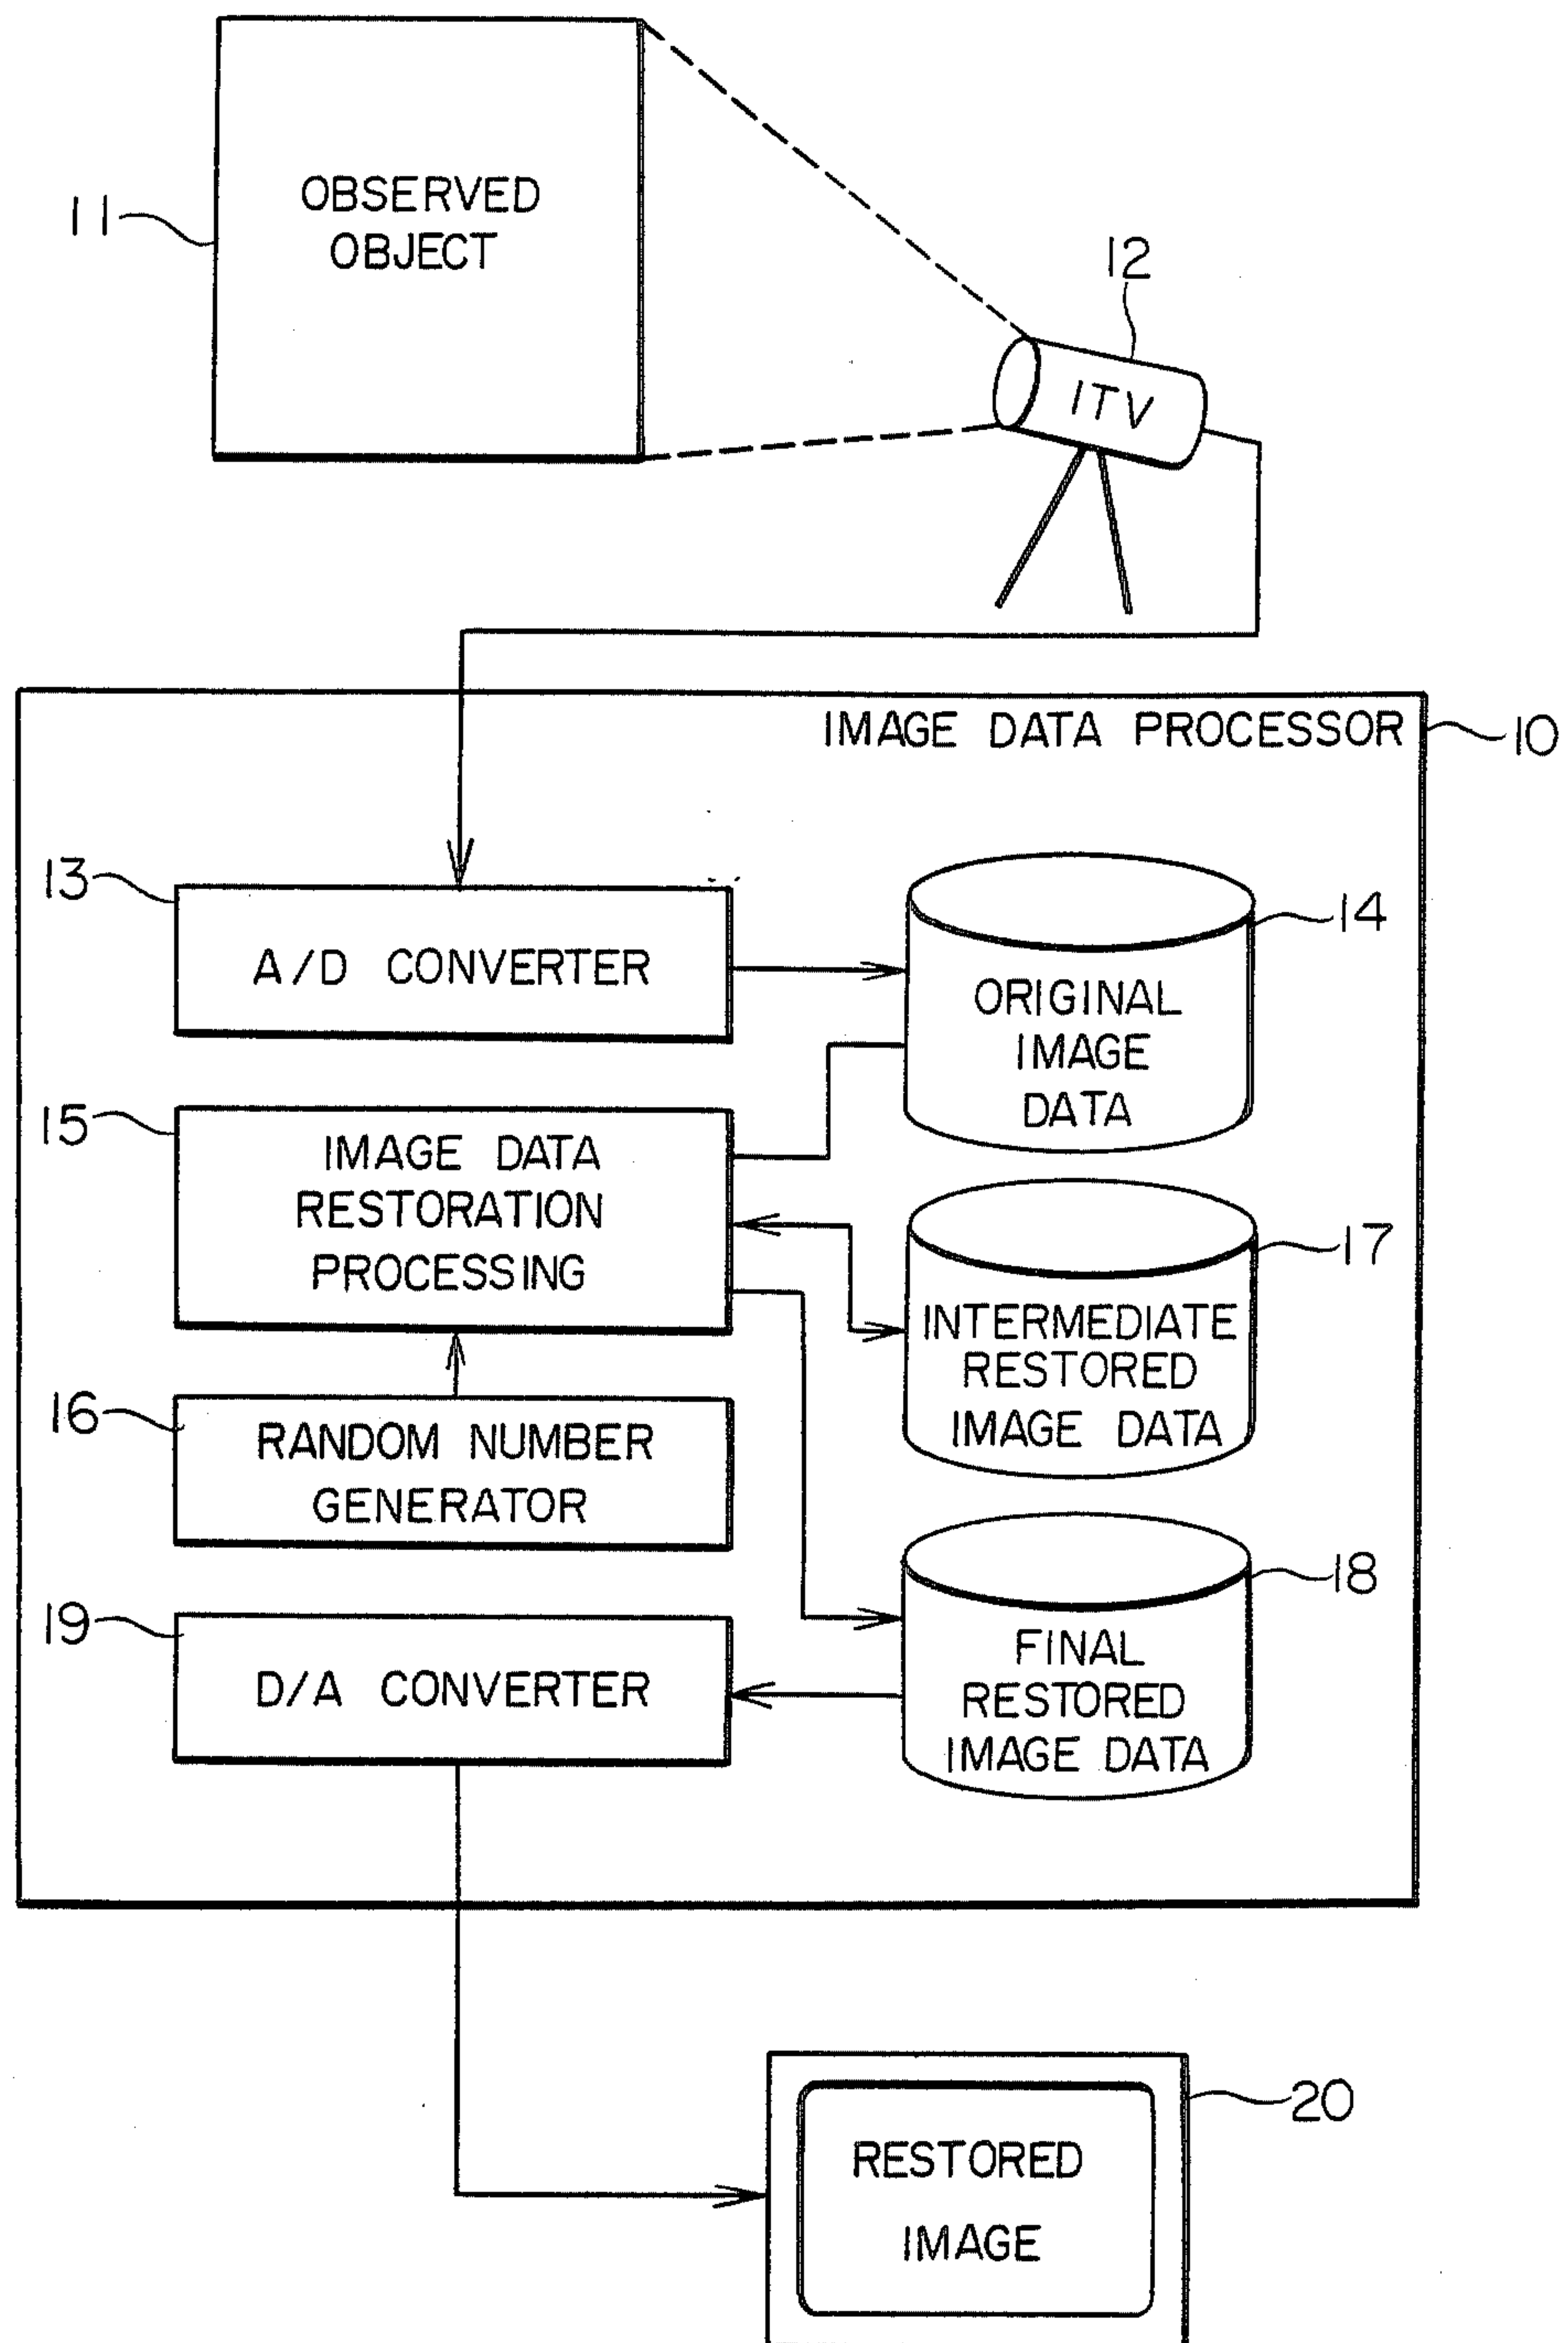 OBSERVED
OBJECT
11
12
ITV
IMAGE DATA PROCESSOR
10
13
A/D CONVERTER
14
ORIGINAL
IMAGE
DATA
15
IMAGE DATA
RESTORATION
PROCESSING
17
INTERMEDIATE
RESTORED
IMAGE DATA
16
RANDOM NUMBER
GENERATOR
18
FINAL
RESTORED
IMAGE DATA
19
D/A CONVERTER
20
RESTORED
IMAGE